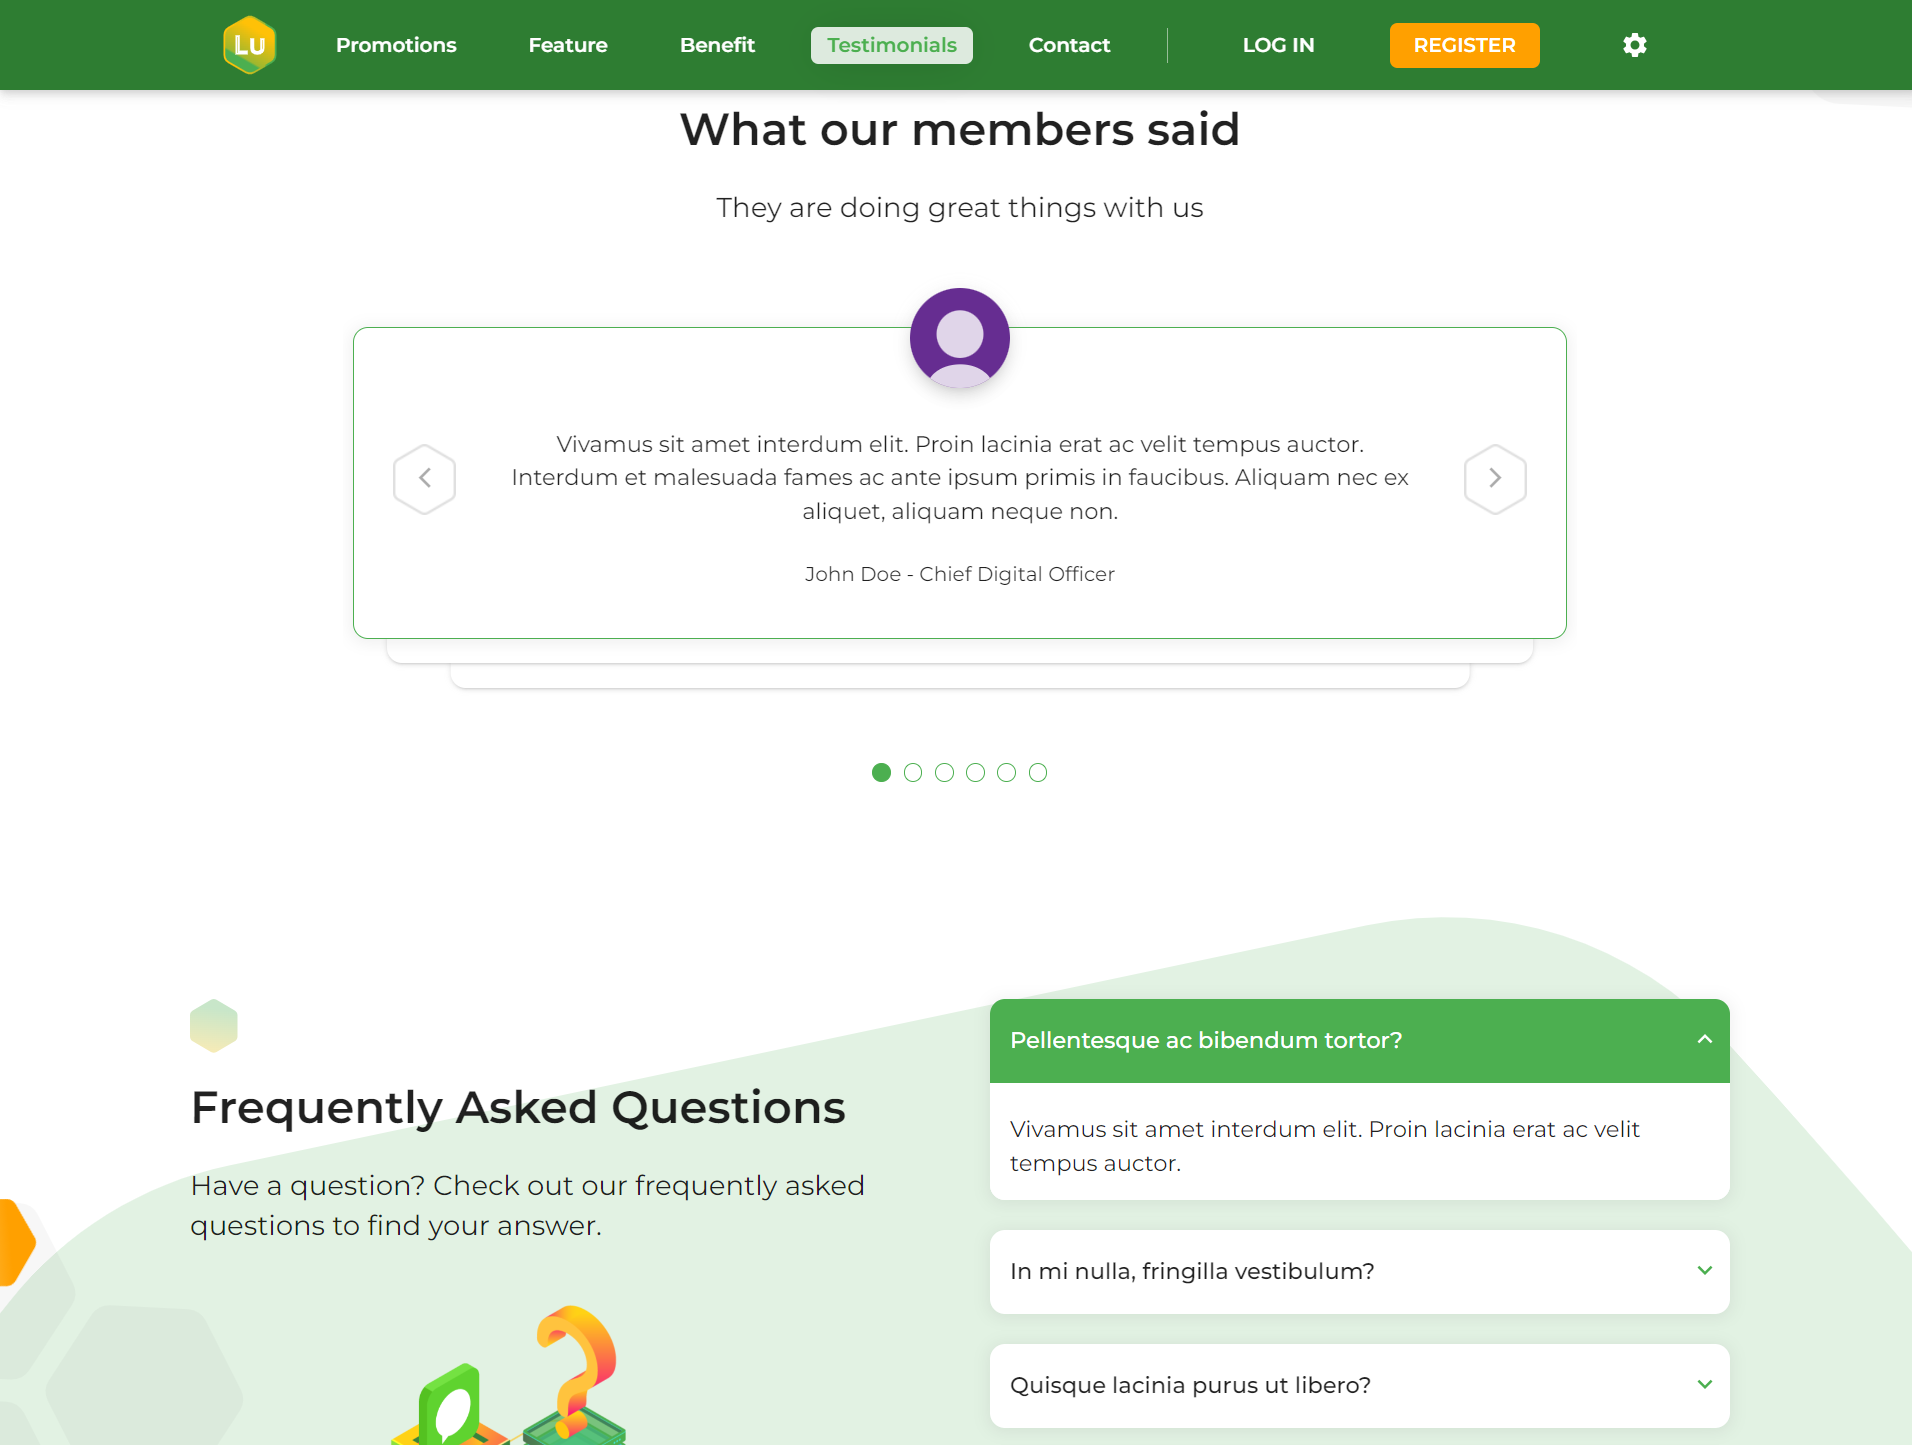 Lu
Promotions
Feature
Benefit
Testimonials
Contact
LOG IN
REGISTER
What our members said
They are doing great things with us
Vivamus sit amet interdum elit. Proin lacinia erat ac velit tempus auctor.
Interdum et malesuada fames ac ante ipsum primis in faucibus. Aliquam nec ex
aliquet, aliquam neque non.
John Doe - Chief Digital Officer
Frequently Asked Questions
Have a question? Check out our frequently asked
questions to find your answer.
Pellentesque ac bibendum tortor?
Vivamus sit amet interdum elit. Proin lacinia erat ac velit
tempus auctor.
In mi nulla, fringilla vestibulum?
Quisque lacinia purus ut libero?